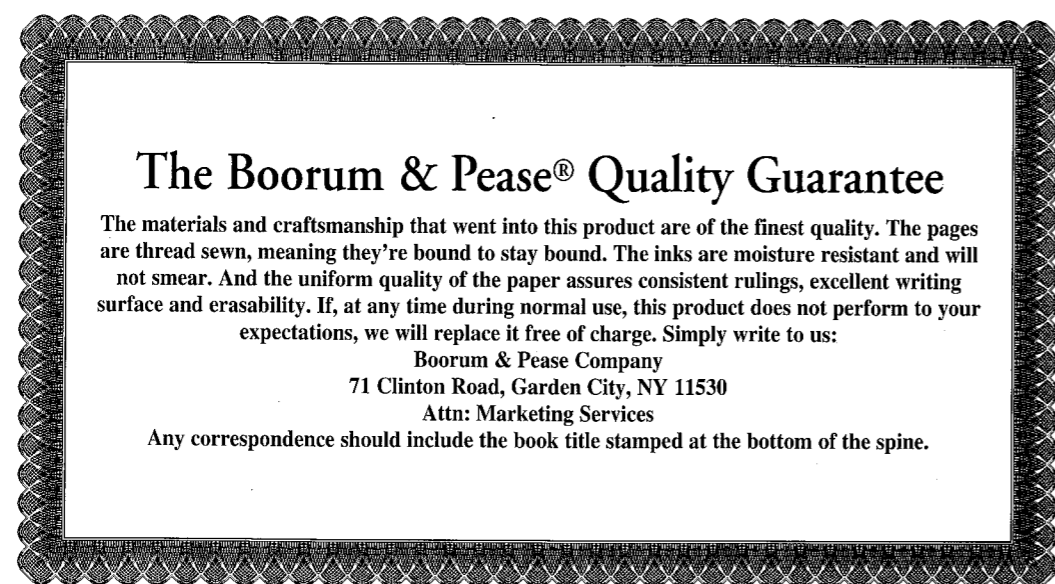 The Boorum & Pease® Quality Guarantee
The materials and craftsmanship that went into this product are of the finest quality. The pages
are thread sewn, meaning they're bound to stay bound. The inks are moisture resistant and will
not smear. And the uniform quality of the paper assures consistent rulings, excellent writing
surface and erasability. If, at any time during normal use, this product does not perform to your
expectations, we will replace it free of charge. Simply write to us:
Boorum & Pease Company
71 Clinton Road, Garden City, NY 11530
Attn: Marketing Services
Any correspondence should include the book title stamped at the bottom of the spine.